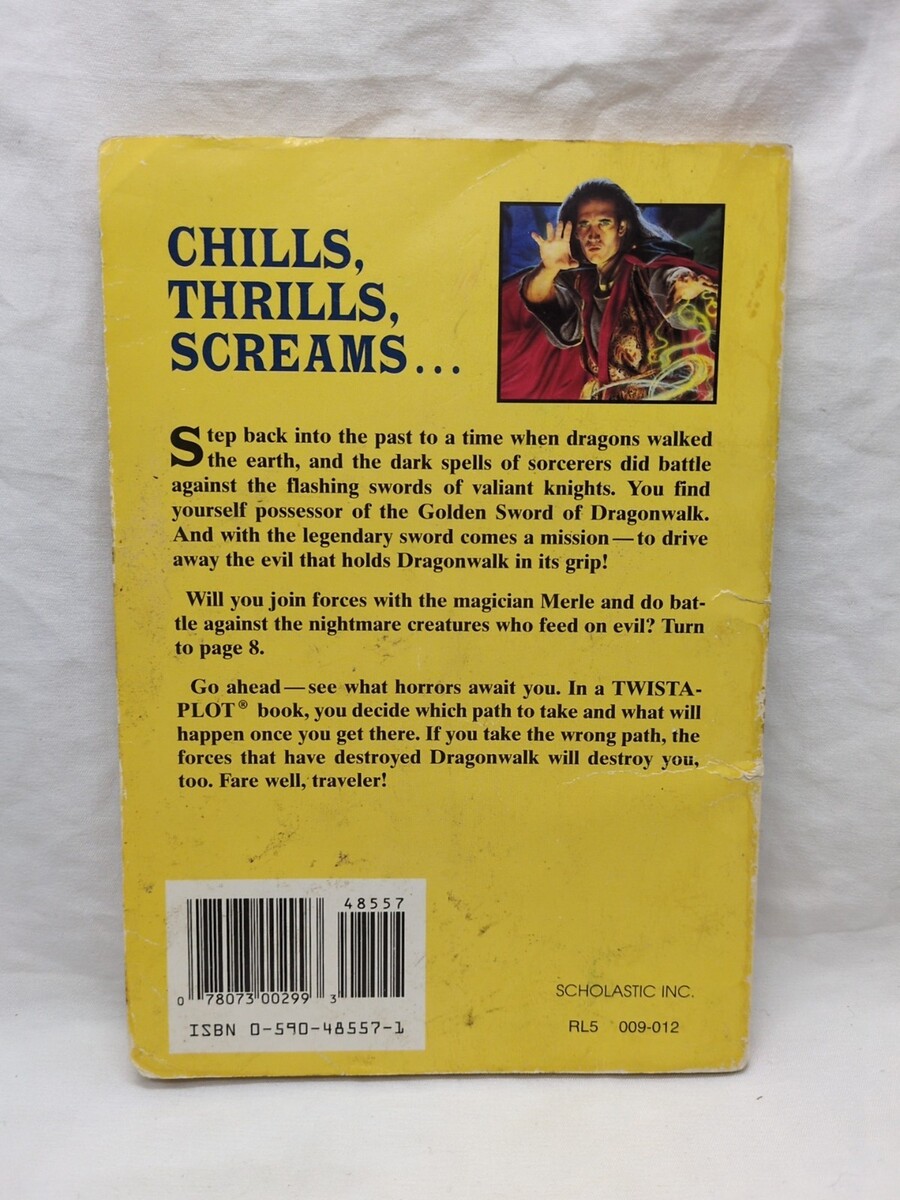 CHILLS,
THRILLS,
SCREAMS...
Step back into the past to a time when dragons walked
the earth, and the dark spells of sorcerers did battle
against the flashing swords of valiant knights. You find
yourself possessor of the Golden Sword of Dragonwalk.
And with the legendary sword comes a mission—to drive
away the evil that holds Dragonwalk in its grip!
Will you join forces with the magician Merle and do bat-
tle against the nightmare creatures who feed on evil? Turn
to page 8.
Go ahead—see what horrors await you. In a TWISTA-
PLOT® book, you decide which path to take and what will
happen once you get there. If you take the wrong path, the
forces that have destroyed Dragonwalk will destroy you,
too. Fare well, traveler!
48557
0 78073 00299 3
ISBN 0-590-48557-1
SCHOLASTIC INC.
RL5 009-012